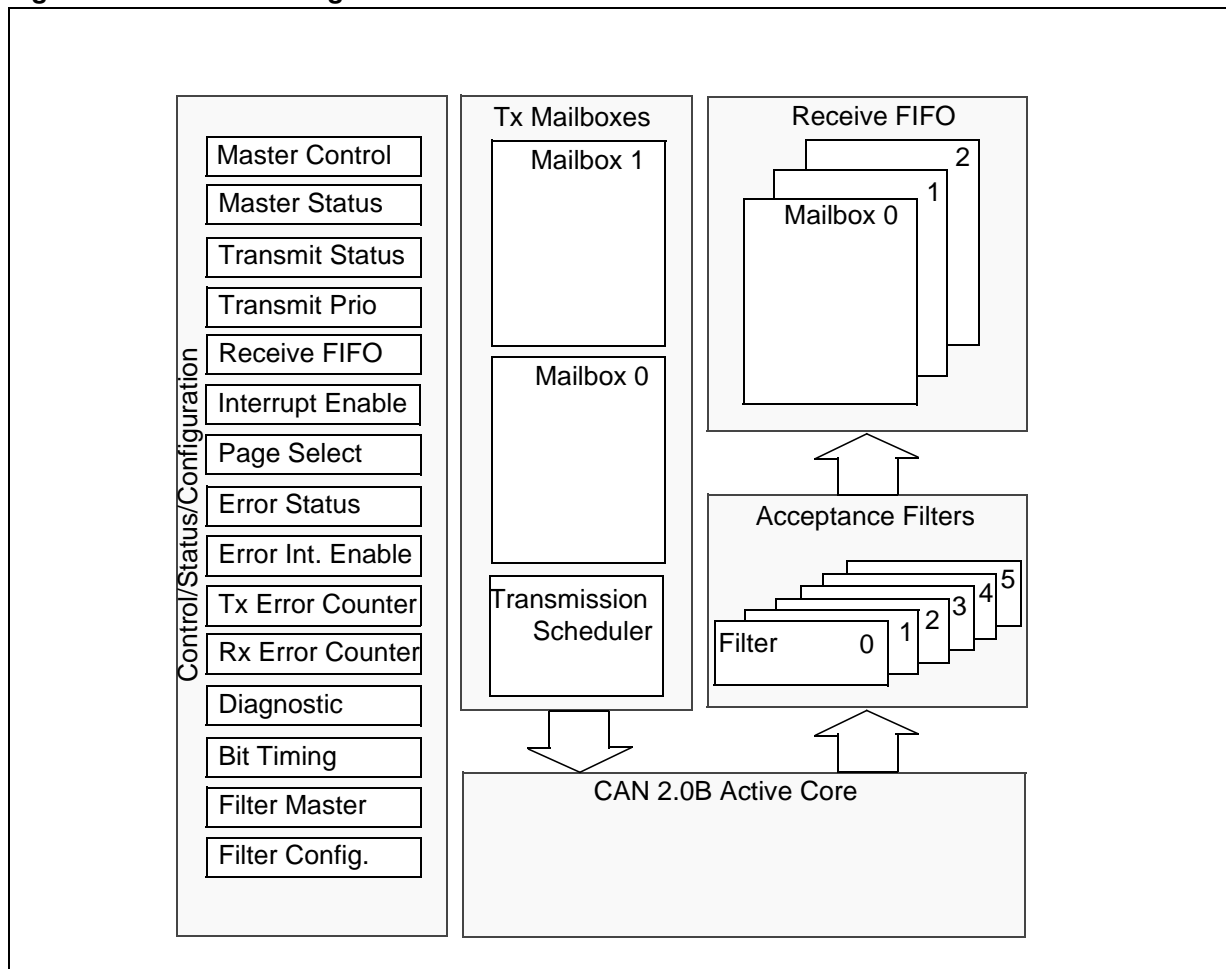 Control/Status/Configuration
Master Control
Master Status
Transmit Status
Transmit Prio
Receive FIFO
Interrupt Enable
Page Select
Error Status
Error Int. Enable
Tx Error Counter
Rx Error Counter
Diagnostic
Bit Timing
Filter Master
Filter Config.
Tx Mailboxes
Mailbox 1
Mailbox 0
Transmission
Scheduler
Receive FIFO
2
1
Mailbox 0
Acceptance Filters
5
4
3
2
1
Filter 0
CAN 2.0B Active Core